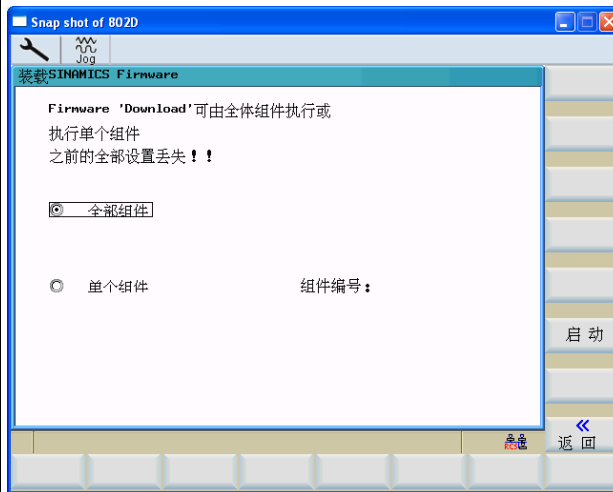 Snap shot of 802D
Jog
装载SINAMICS Firmware
Firmware 'Download'可由全体组件执行或
执行单个组件
之前的全部设置丢失！！
全部组件
单个组件 组件编号：
启动
RCS
返回